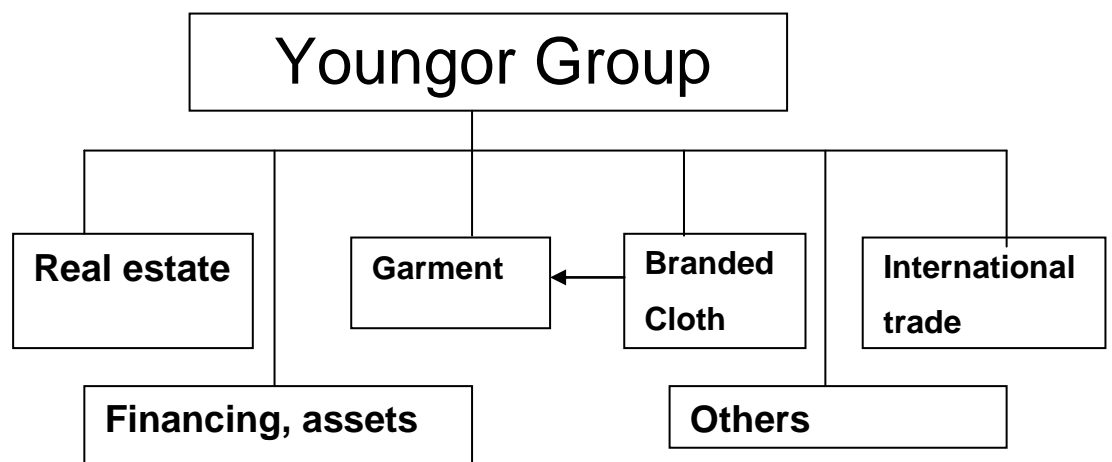 Youngor Group
Real estate
Garment
Branded
Cloth
International
trade
Financing, assets
Others